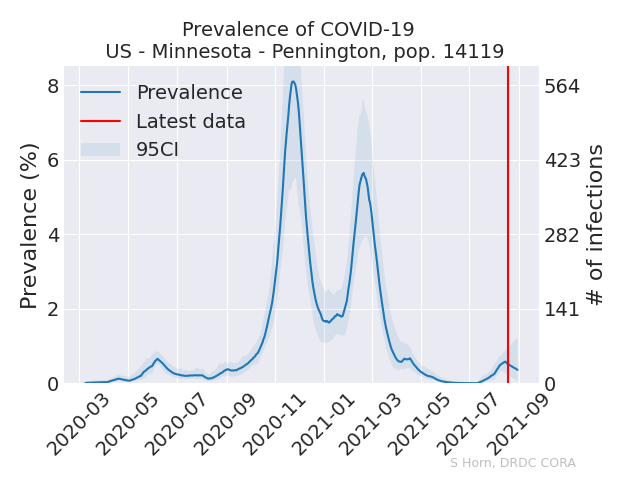 Prevalence of COVID-19
US - Minnesota - Pennington, pop. 14119
Prevalence
Latest data
95CI
Prevalence (%)
8
6
4
2
0
564
423
282
141
0
# of infections
2020-03
2020-05
2020-07
2020-09
2020-11
2021-01
2021-03
2021-05
2021-07
2021-09
S Horn, DRDC CORA